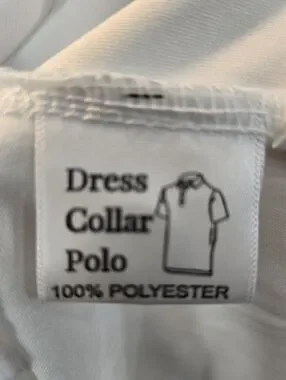 Dress
Collar
Polo
100% POLYESTER